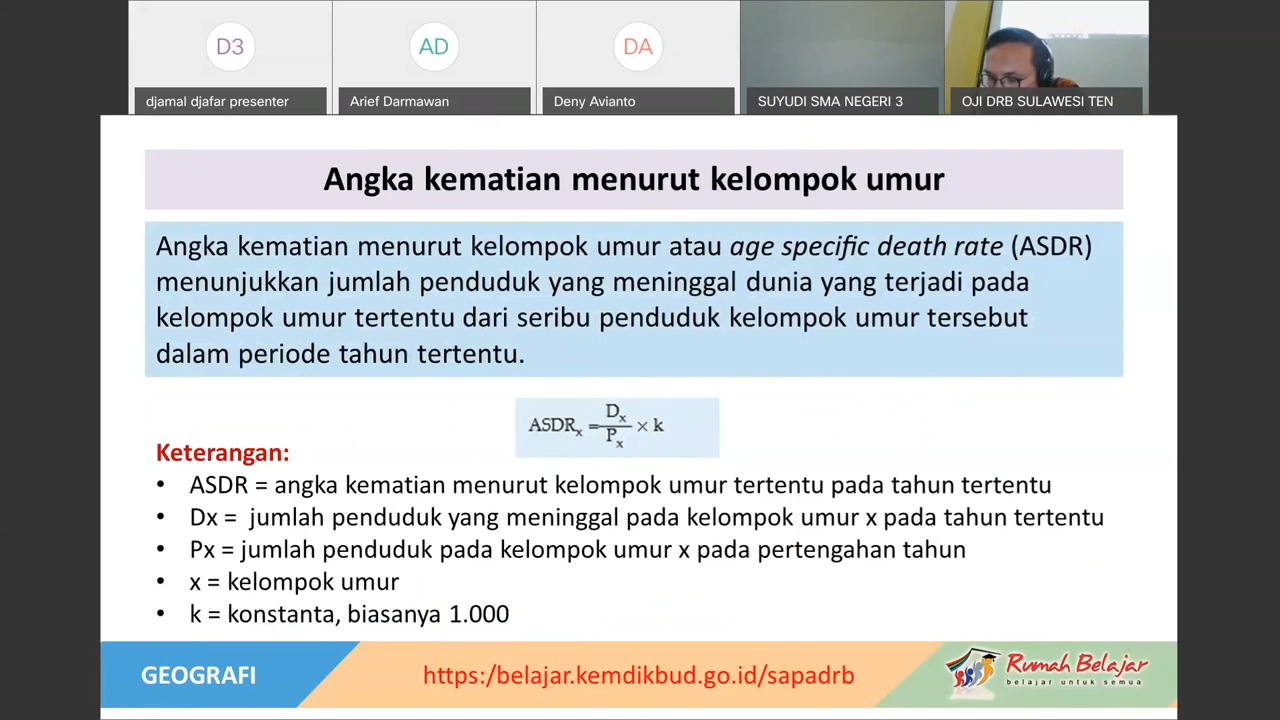 D3
AD
DA
djamal djafar presenter
Arief Darmawan
Deny Avianto
SUYUDI SMA NEGERI 3
OJI DRB SULAWESI TEN
Angka kematian menurut kelompok umur
Angka kematian menurut kelompok umur atau age specific death rate (ASDR)
menunjukkan jumlah penduduk yang meninggal dunia yang terjadi pada
kelompok umur tertentu dari seribu penduduk kelompok umur tersebut
dalam periode tahun tertentu.
ASDRₓ = Dₓ/Pₓ × k
Keterangan:
• ASDR = angka kematian menurut kelompok umur tertentu pada tahun tertentu
• Dx = jumlah penduduk yang meninggal pada kelompok umur x pada tahun tertentu
• Px = jumlah penduduk pada kelompok umur x pada pertengahan tahun
• x = kelompok umur
• k = konstanta, biasanya 1.000
GEOGRAFI
https:/belajar.kemdikbud.go.id/sapadrb
Rumah Belajar
belajar untuk semua